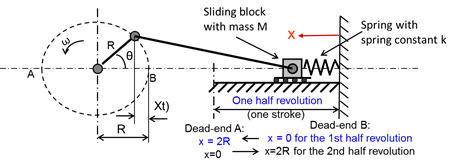 Sliding block
with mass M
Spring with
spring constant k
X
ω
R
θ
A
B
Xt)
R
One half revolution
(one stroke)
Dead-end A:
Dead-end B:
x = 2R
x = 0 for the 1st half revolution
x=0
x=2R for the 2nd half revolution